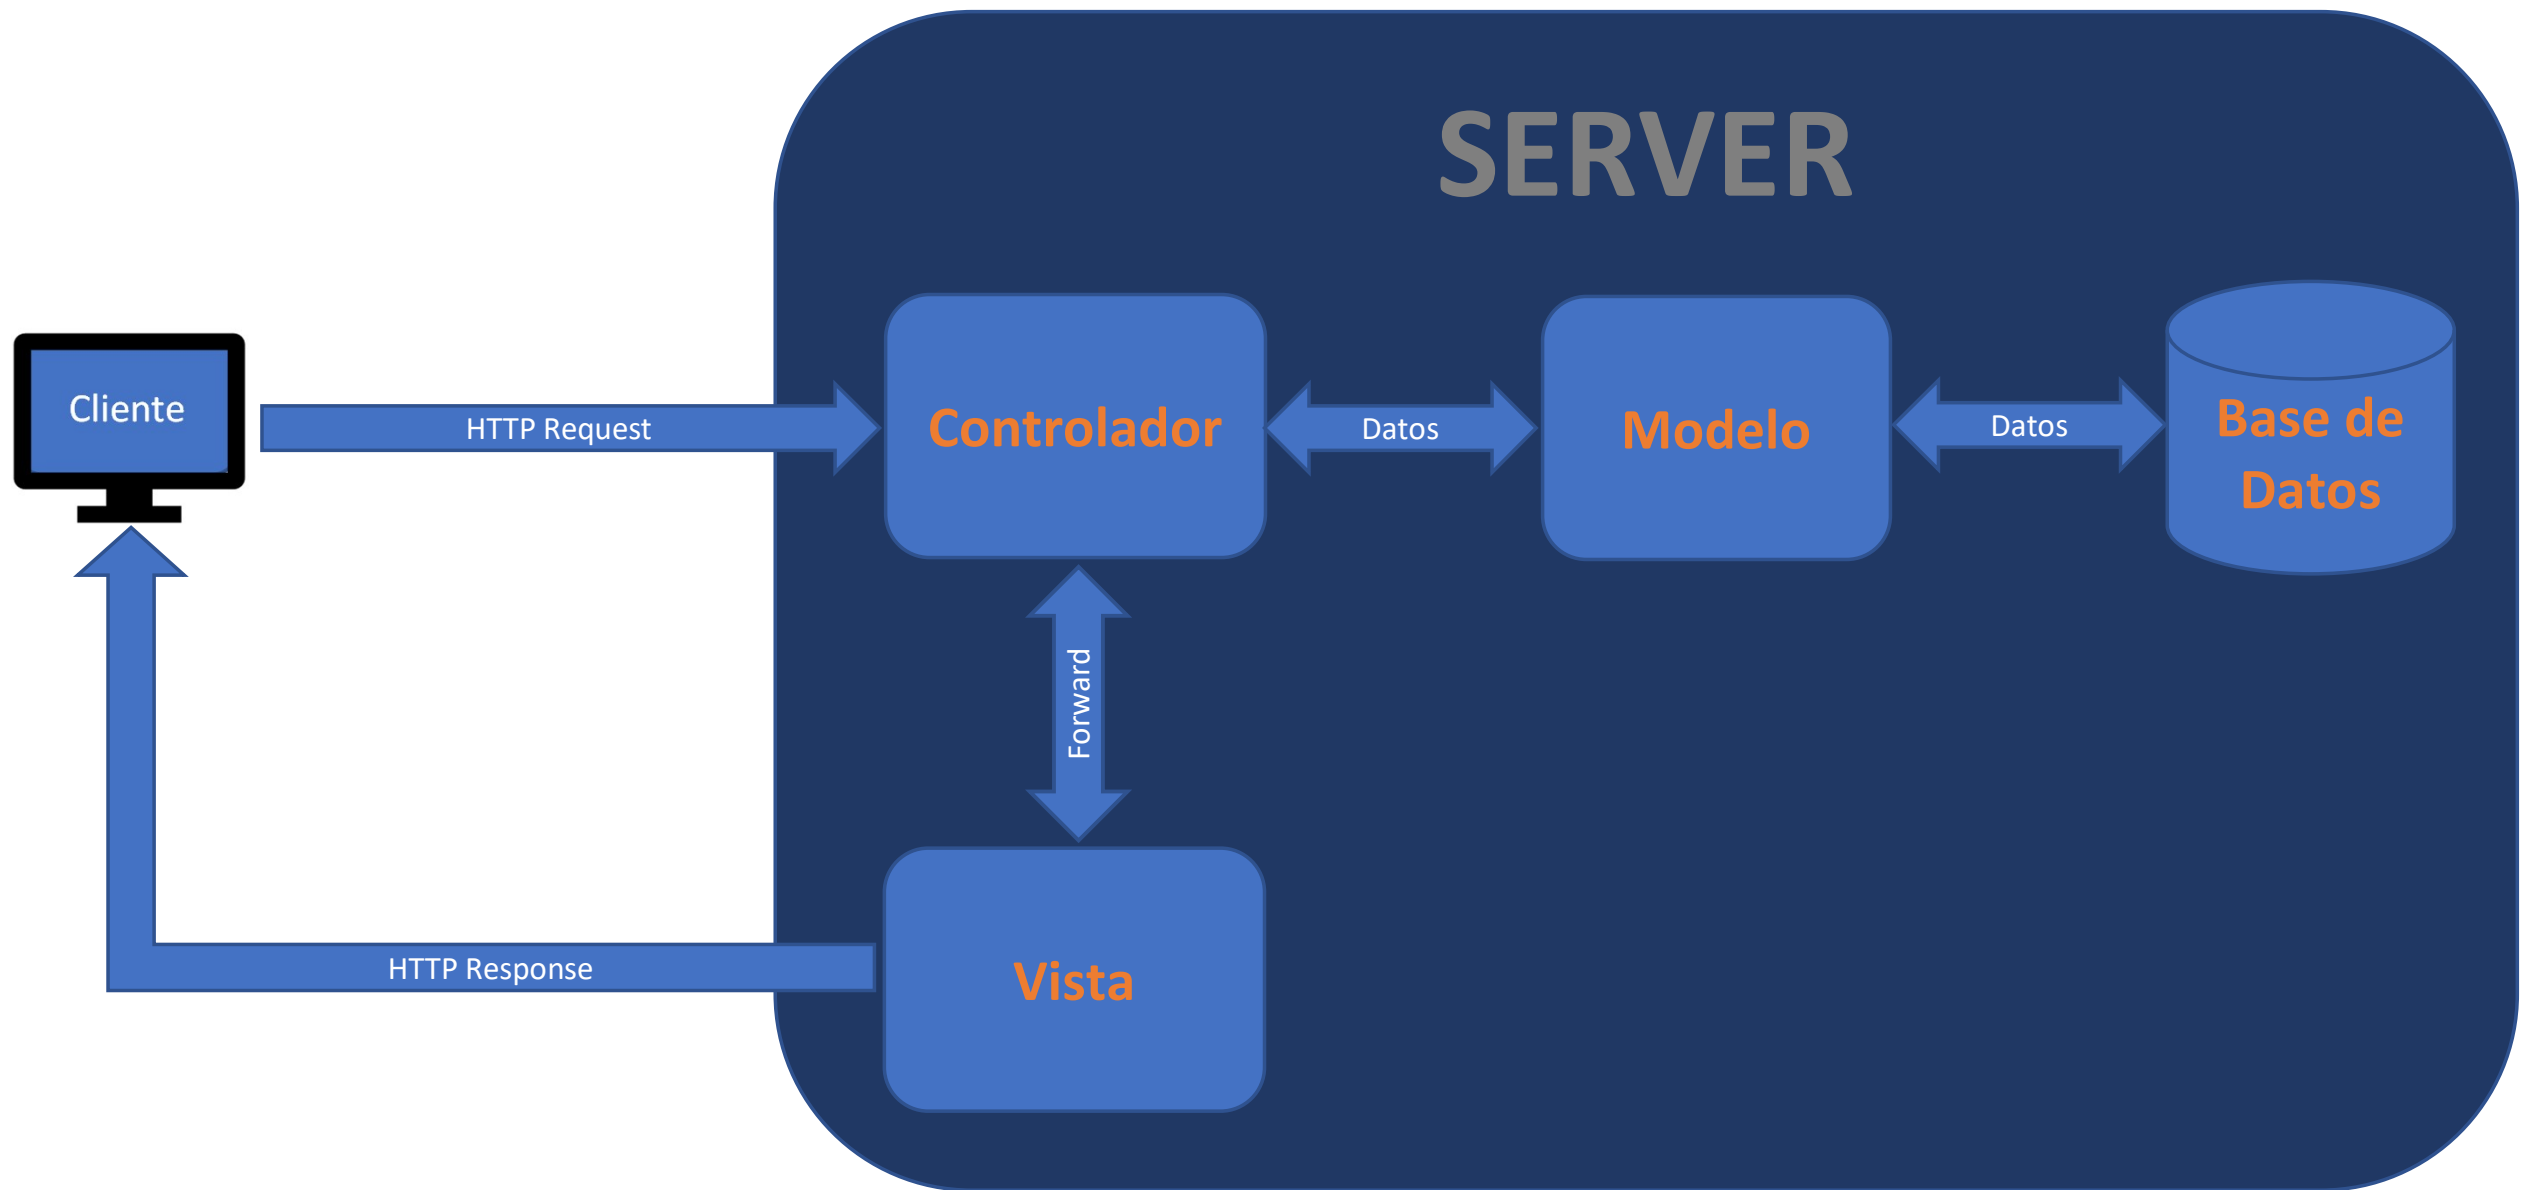 SERVER
Cliente
HTTP Request
Controlador
Datos
Modelo
Datos
Base de
Datos
Forward
HTTP Response
Vista